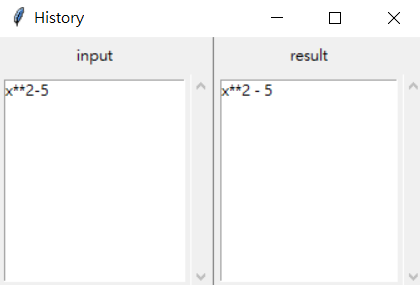 History
input
result
x**2-5
x**2 - 5